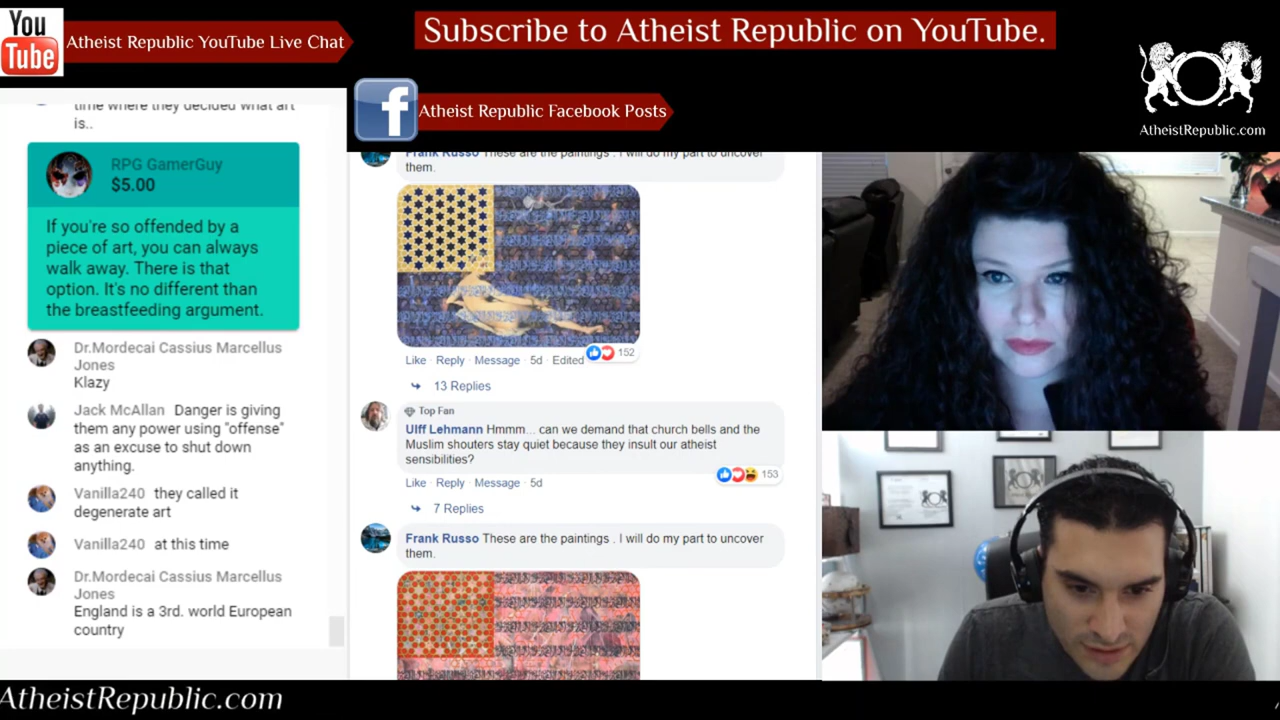 You
Tube
Atheist Republic YouTube Live Chat
Subscribe to Atheist Republic on YouTube.
AtheistRepublic.com
f
Atheist Republic Facebook Posts
time where they decided what art
is..
RPG GamerGuy
$5.00
If you're so offended by a
piece of art, you can always
walk away. There is that
option. It's no different than
the breastfeeding argument.
Dr.Mordecai Cassius Marcellus
Jones
Klazy
Jack McAllan Danger is giving
them any power using "offense"
as an excuse to shut down
anything.
Vanilla240 they called it
degenerate art
Vanilla240 at this time
Dr.Mordecai Cassius Marcellus
Jones
England is a 3rd. world European
country
Frank Russo These are the paintings . I will do my part to uncover
them.
Like · Reply · Message · 5d · Edited
152
13 Replies
Top Fan
Ulff Lehmann Hmmm... can we demand that church bells and the
Muslim shouters stay quiet because they insult our atheist
sensibilities?
153
Like · Reply · Message · 5d
7 Replies
Frank Russo These are the paintings . I will do my part to uncover
them.
AtheistRepublic.com